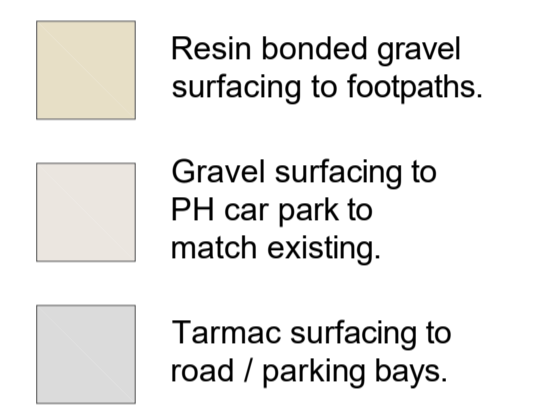 Resin bonded gravel
surfacing to footpaths.
Gravel surfacing to
PH car park to
match existing.
Tarmac surfacing to
road / parking bays.